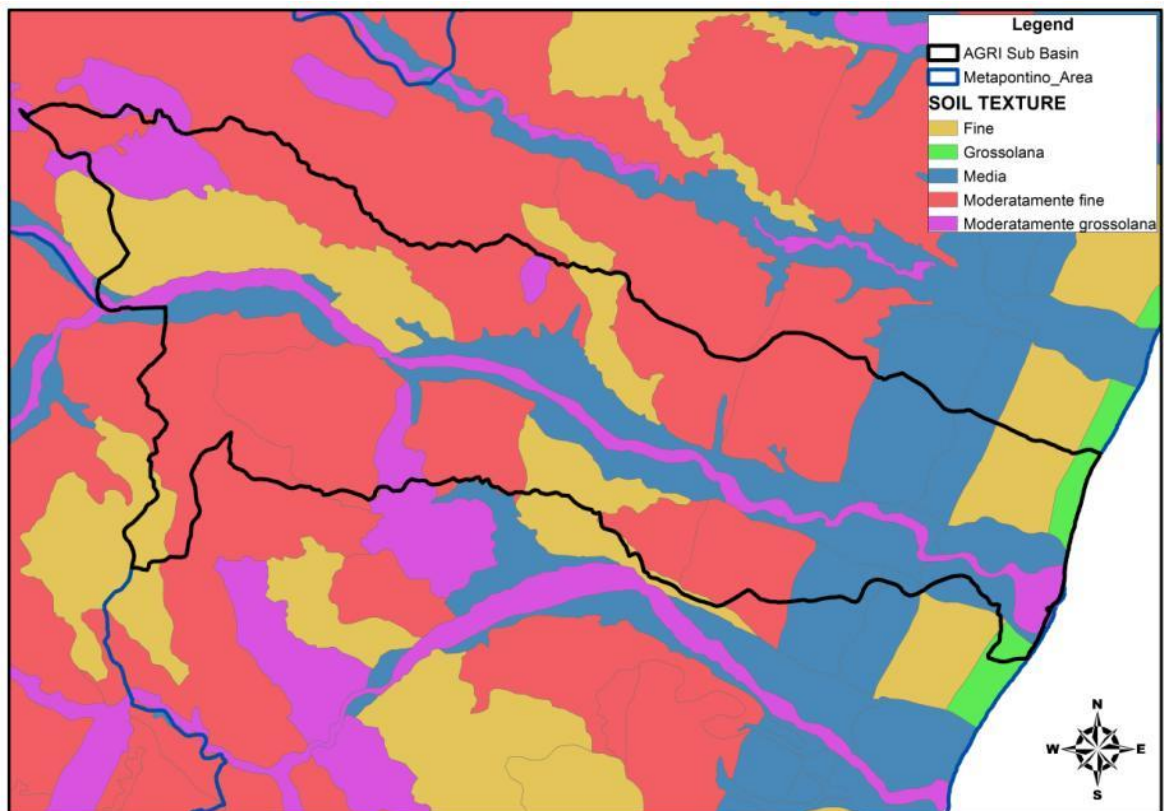 Legend
AGRI Sub Basin
Metapontino_Area
SOIL TEXTURE
Fine
Grossolana
Media
Moderatamente fine
Moderatamente grossolana
N
W E
S